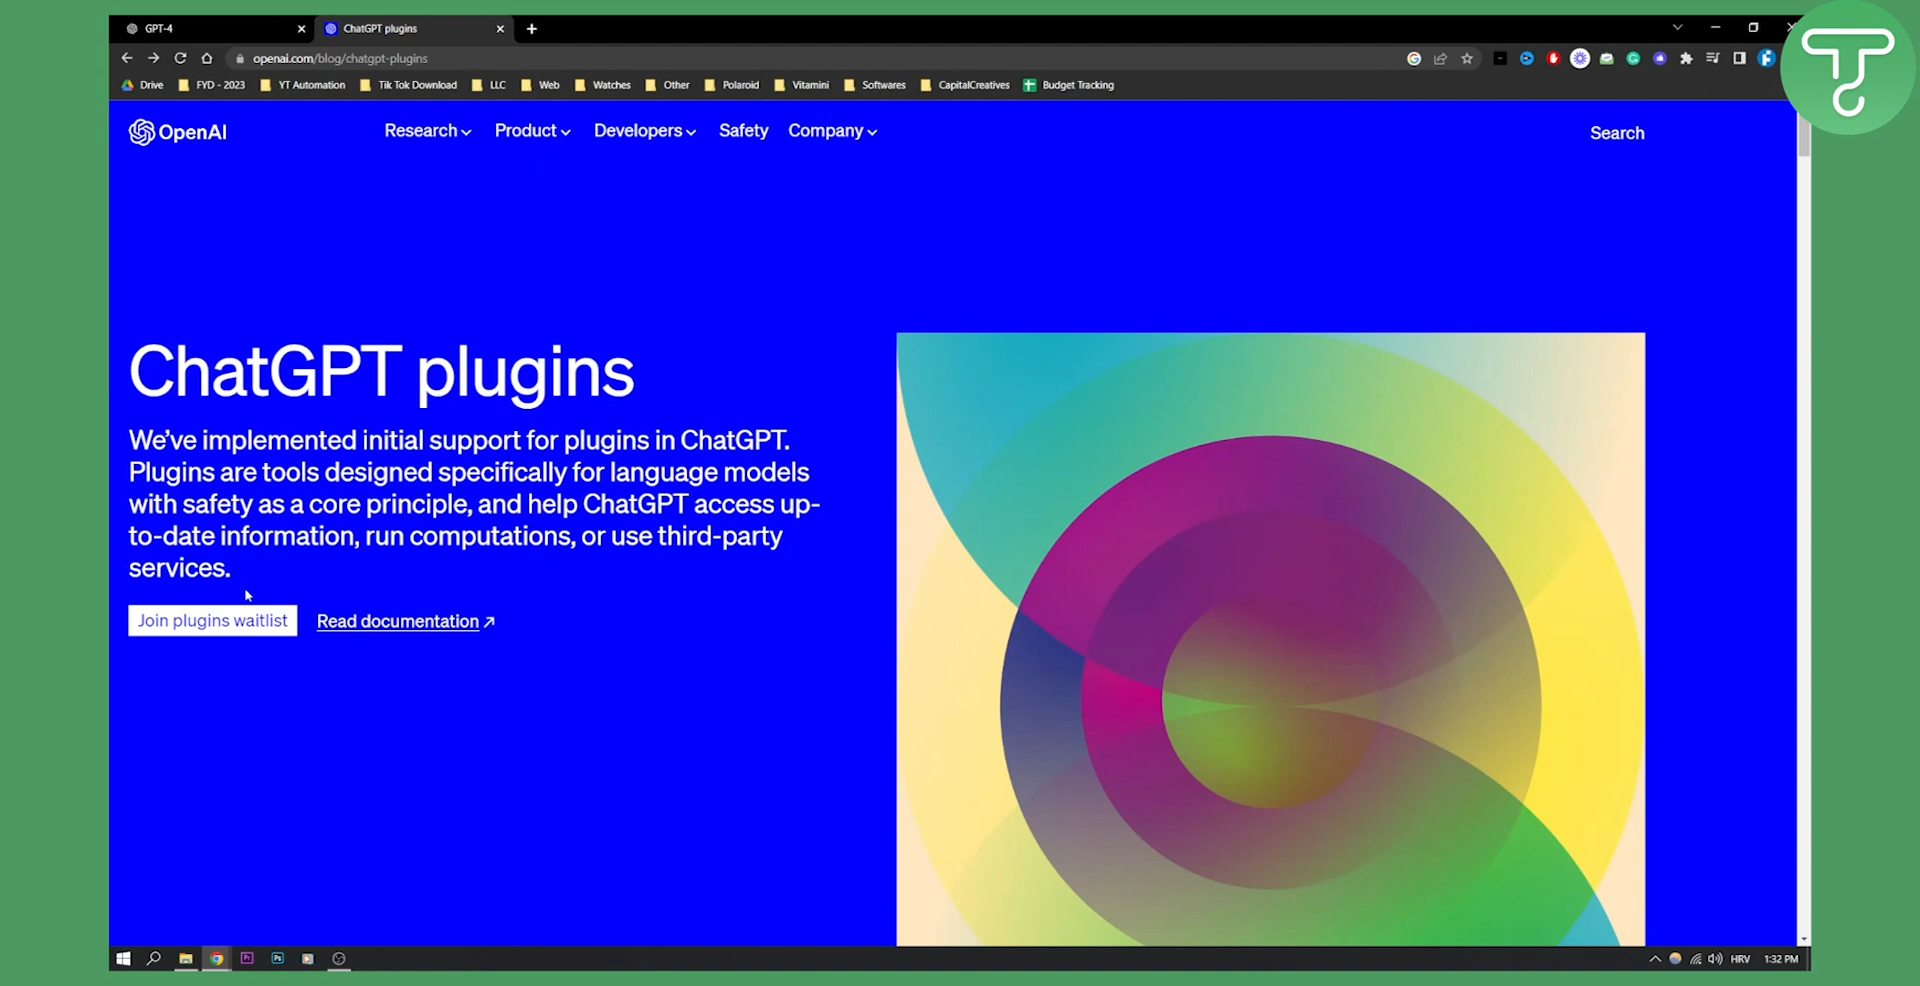 GPT-4
ChatGPT plugins
openai.com/blog/chatgpt-plugins
Drive FYD - 2023 YT Automation Tik Tok Download LLC Web Watches Other Polaroid Vitamini Softwares CapitalCreatives Budget Tracking
OpenAI Research Product Developers Safety Company Search
ChatGPT plugins
We've implemented initial support for plugins in ChatGPT.
Plugins are tools designed specifically for language models
with safety as a core principle, and help ChatGPT access up-
to-date information, run computations, or use third-party
services.
Join plugins waitlist Read documentation
Pr Ps
HRV 1:32 PM